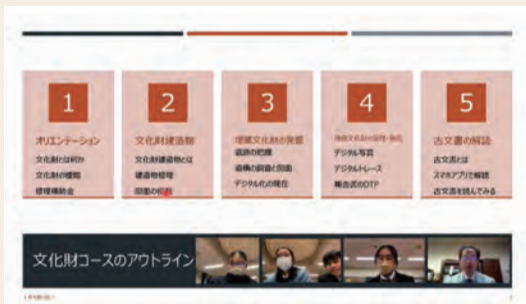 1
オリエンテーション
文化財とは何か
文化財の種類
修理補助金
2
文化財建造物
文化財建造物とは
建造物修理
図面の役割
3
埋蔵文化財の発掘
遺跡の把握
遺構の調査と図面
デジタル化の現在
4
デジタル写真
デジタルトレース
報告書のDTP
5
古文書の解読
古文書とは
スマホアプリで解読
古文書を読んでみる
文化財コースのアウトライン